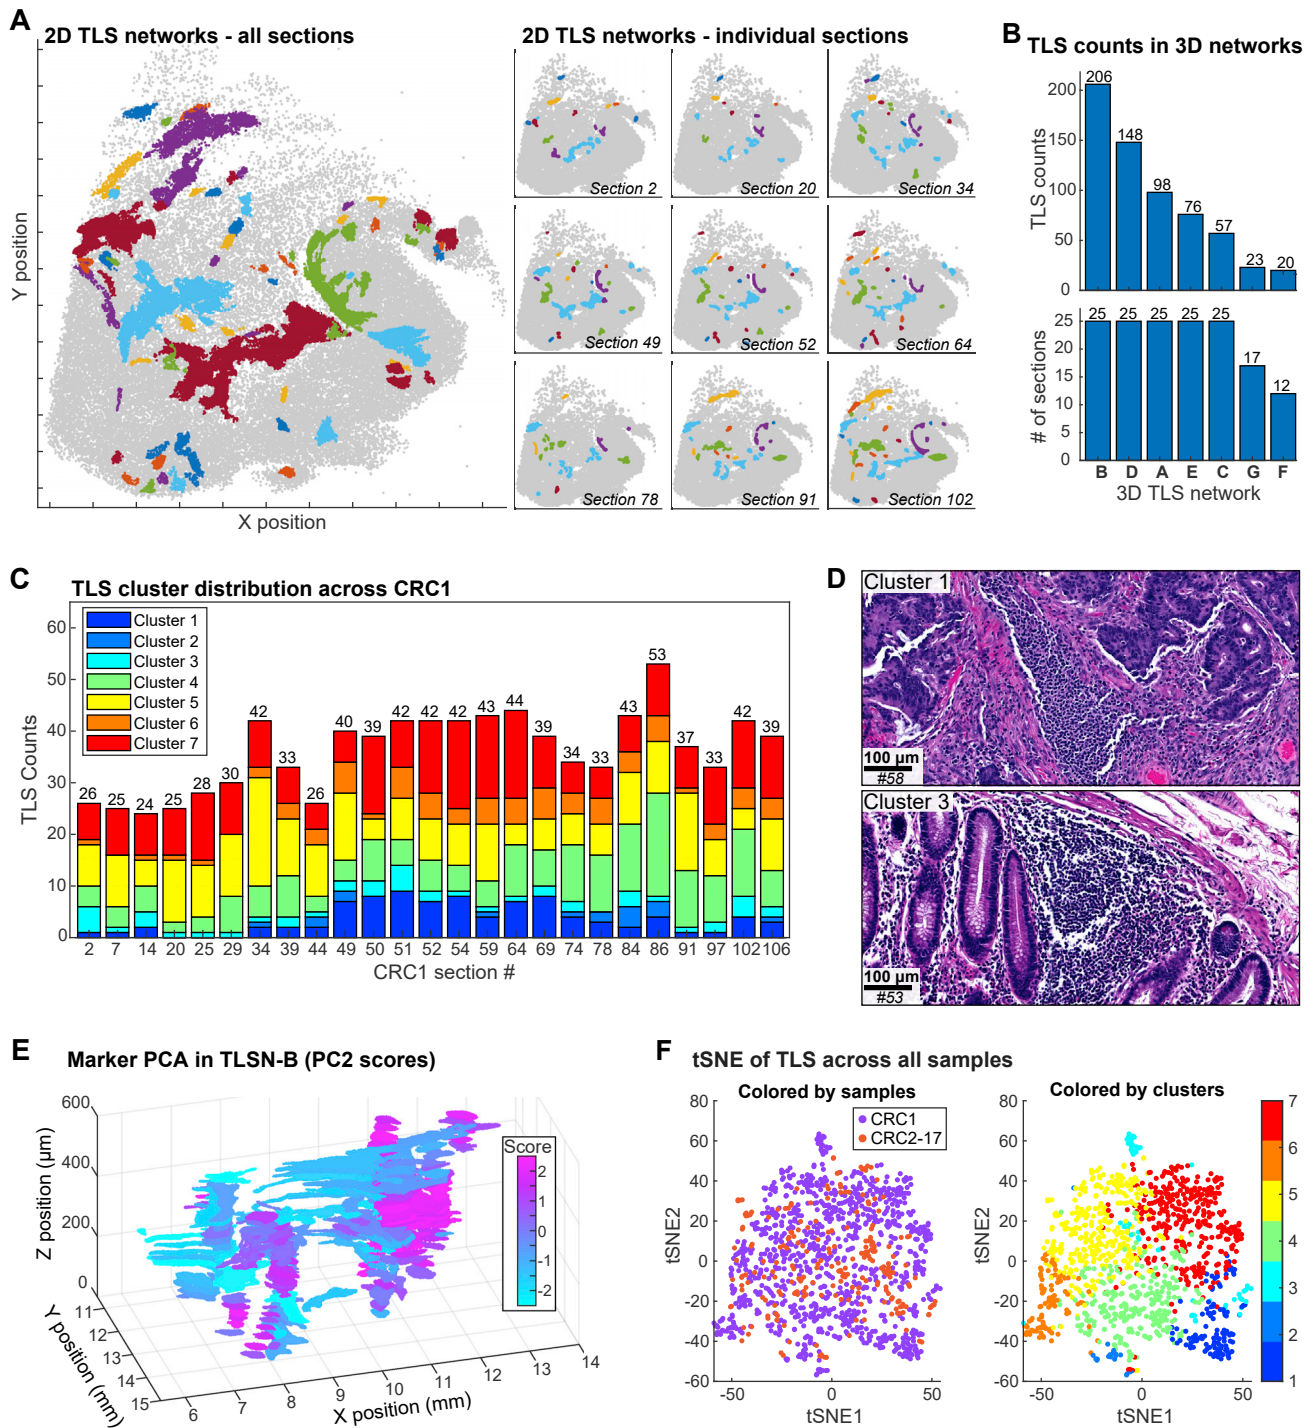 A
2D TLS networks - all sections
Y position
X position
2D TLS networks - individual sections
Section 2
Section 20
Section 34
Section 49
Section 52
Section 64
Section 78
Section 91
Section 102
B
TLS counts in 3D networks
TLS counts
200
150
100
50
0
206
148
98
76
57
23
20
# of sections
25
20
15
10
5
0
25
25
25
25
25
17
12
B D A E C G F
3D TLS network
C
TLS cluster distribution across CRC1
TLS Counts
60
50
40
30
20
10
0
Cluster 1
Cluster 2
Cluster 3
Cluster 4
Cluster 5
Cluster 6
Cluster 7
26 25 24 25 28 30 42 33 26 40 39 42 42 42 43 44 39 34 33 43 53 37 33 42 39
2 7 14 20 25 29 34 39 44 49 50 51 52 54 59 64 69 74 78 84 86 91 97 102 106
CRC1 section #
D
Cluster 1
100 µm
#58
Cluster 3
100 µm
#53
E
Marker PCA in TLSN-B (PC2 scores)
Z position (µm)
600
400
200
0
Y position (mm)
11
12
13
14
15
6 7 8 9 10 11 12 13 14
X position (mm)
Score
2
1
0
-1
-2
F
tSNE of TLS across all samples
Colored by samples
CRC1
CRC2-17
tSNE2
80
60
40
20
0
-20
-40
-60
-50 0 50
tSNE1
Colored by clusters
tSNE2
80
60
40
20
0
-20
-40
-60
-50 0 50
tSNE1
7
6
5
4
3
2
1